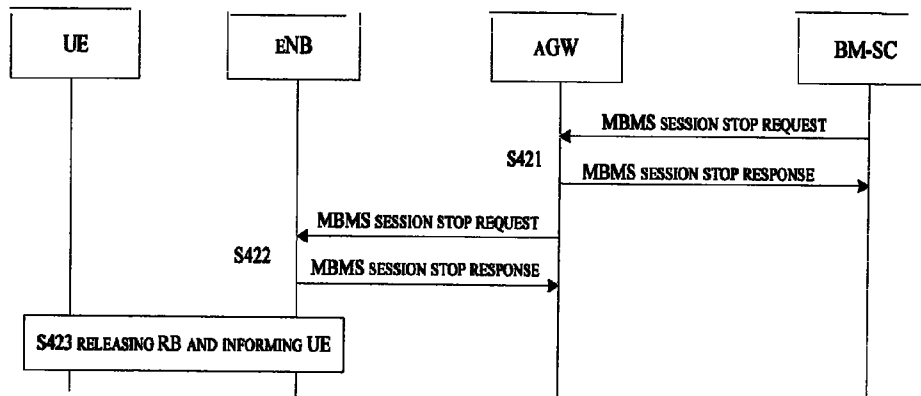 UE
eNB
AGW
BM-SC
MBMS SESSION STOP REQUEST
S421
MBMS SESSION STOP RESPONSE
MBMS SESSION STOP REQUEST
S422
MBMS SESSION STOP RESPONSE
S423 RELEASING RB AND INFORMING UE